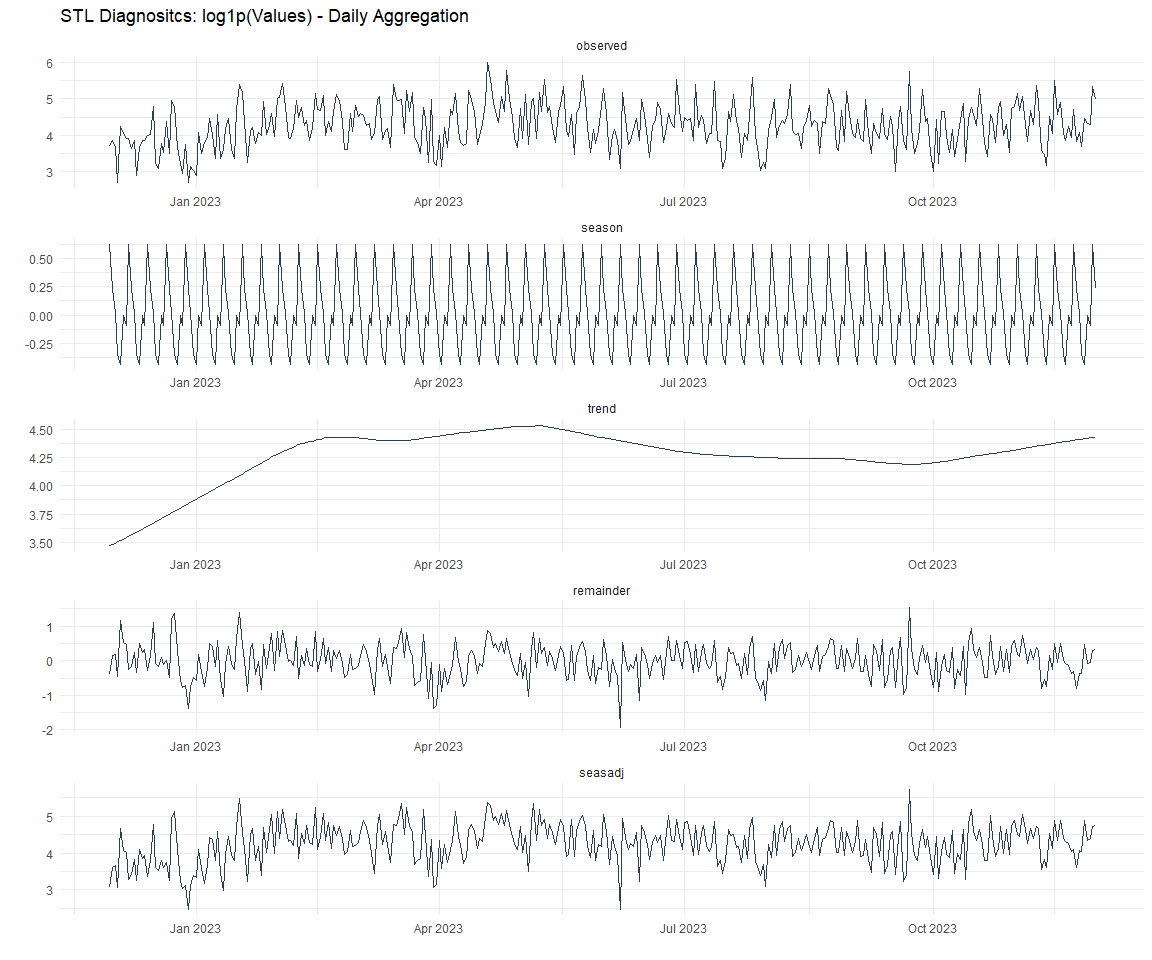 STL Diagnositcs: log1p(Values) - Daily Aggregation
observed
6
5
4
3
Jan 2023 Apr 2023 Jul 2023 Oct 2023
season
0.50
0.25
0.00
-0.25
Jan 2023 Apr 2023 Jul 2023 Oct 2023
trend
4.50
4.25
4.00
3.75
3.50
Jan 2023 Apr 2023 Jul 2023 Oct 2023
remainder
1
0
-1
-2
Jan 2023 Apr 2023 Jul 2023 Oct 2023
seasadj
5
4
3
Jan 2023 Apr 2023 Jul 2023 Oct 2023